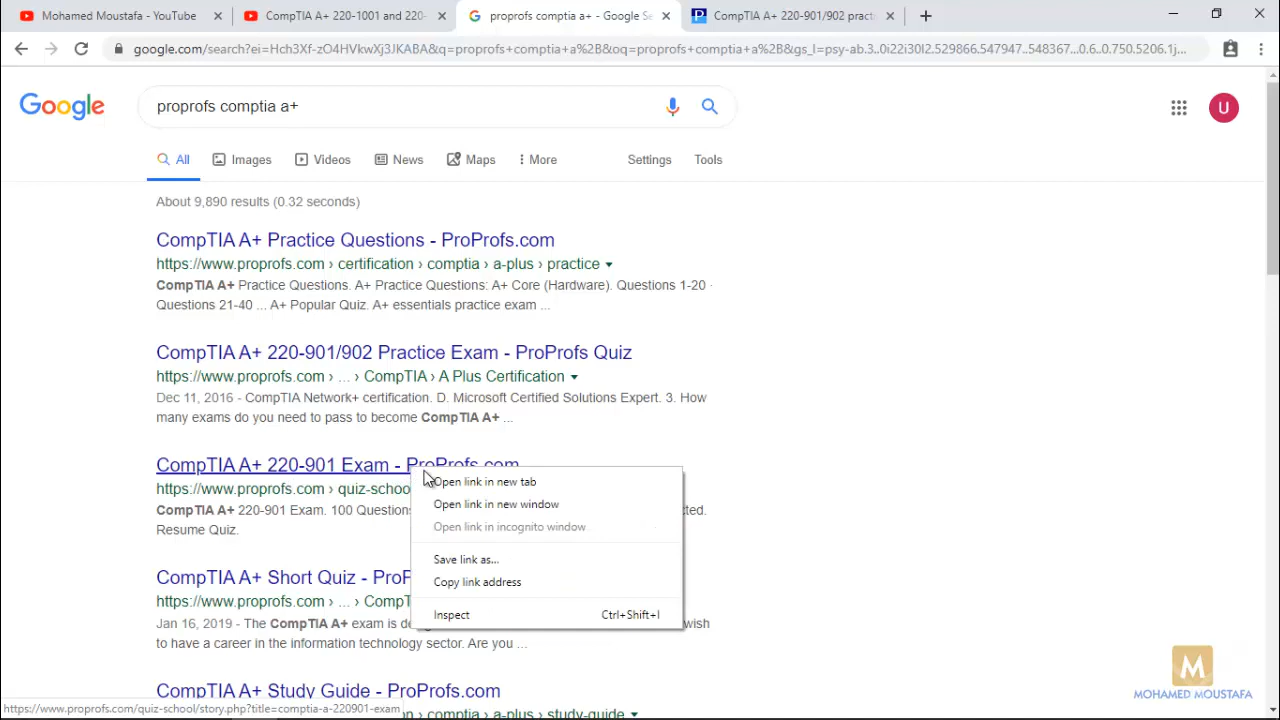 Mohamed Moustafa - YouTube
CompTIA A+ 220-1001 and 220-
proprofs comptia a+ - Google Se
CompTIA A+ 220-901/902 practi
google.com/search?ei=Hch3Xf-zO4HVkwXj3JKABA&q=proprofs+comptia+a%2B&oq=proprofs+comptia+a%2B&gs_l=psy-ab.3..0i22i30l2.529866.547947..548367...0.6..0.750.5206.1j...
Google
proprofs comptia a+
U
All Images Videos News Maps More Settings Tools
About 9,890 results (0.32 seconds)
CompTIA A+ Practice Questions - ProProfs.com
https://www.proprofs.com › certification › comptia › a-plus › practice
CompTIA A+ Practice Questions. A+ Practice Questions: A+ Core (Hardware). Questions 1-20 ·
Questions 21-40 ... A+ Popular Quiz. A+ essentials practice exam ...
CompTIA A+ 220-901/902 Practice Exam - ProProfs Quiz
https://www.proprofs.com › ... › CompTIA › A Plus Certification
Dec 11, 2016 - CompTIA Network+ certification. D. Microsoft Certified Solutions Expert. 3. How
many exams do you need to pass to become CompTIA A+ ...
CompTIA A+ 220-901 Exam - ProProfs.com
https://www.proprofs.com › quiz-schoo
CompTIA A+ 220-901 Exam. 100 Questions
Resume Quiz.
Open link in new tab
Open link in new window
Open link in incognito window
Save link as...
Copy link address
Inspect Ctrl+Shift+I
CompTIA A+ Short Quiz - ProP
https://www.proprofs.com › ... › CompT
Jan 16, 2019 - The CompTIA A+ exam is de wish
to have a career in the information technology sector. Are you ...
CompTIA A+ Study Guide - ProProfs.com
comptia › a-plus › study-guide
https://www.proprofs.com/quiz-school/story.php?title=comptia-a-220901-exam
M
MOHAMED MOUSTAFA